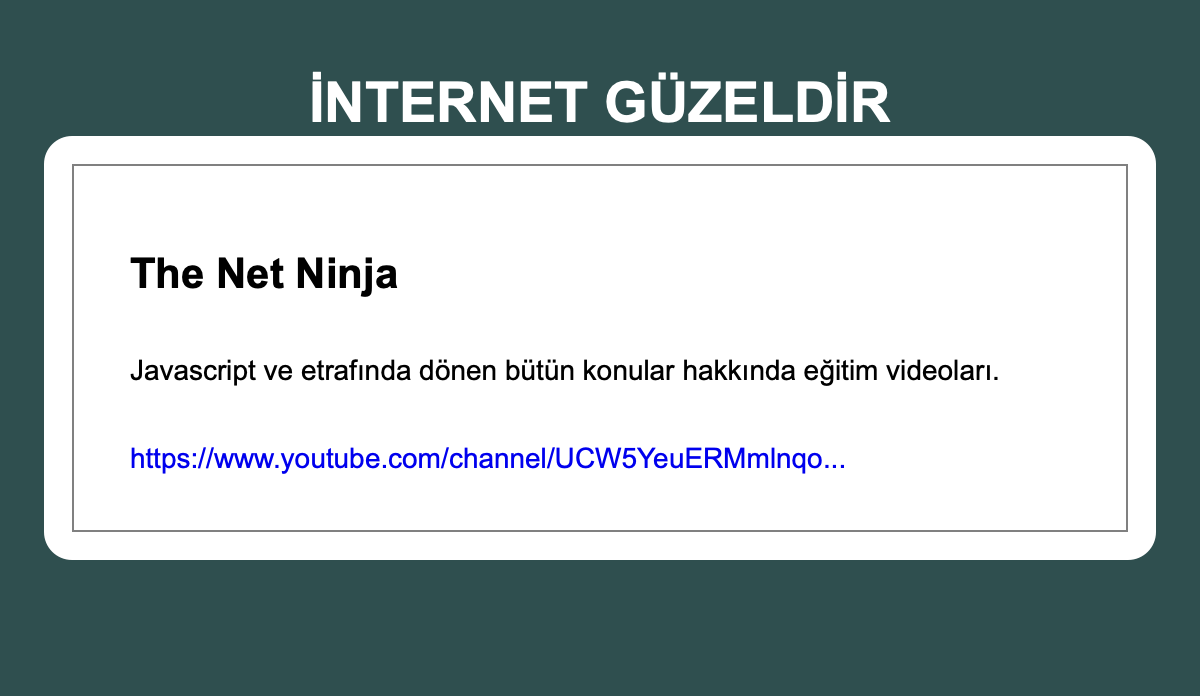 İNTERNET GÜZELDİR
The Net Ninja
Javascript ve etrafında dönen bütün konular hakkında eğitim videoları.
https://www.youtube.com/channel/UCW5YeuERMmlnqo...